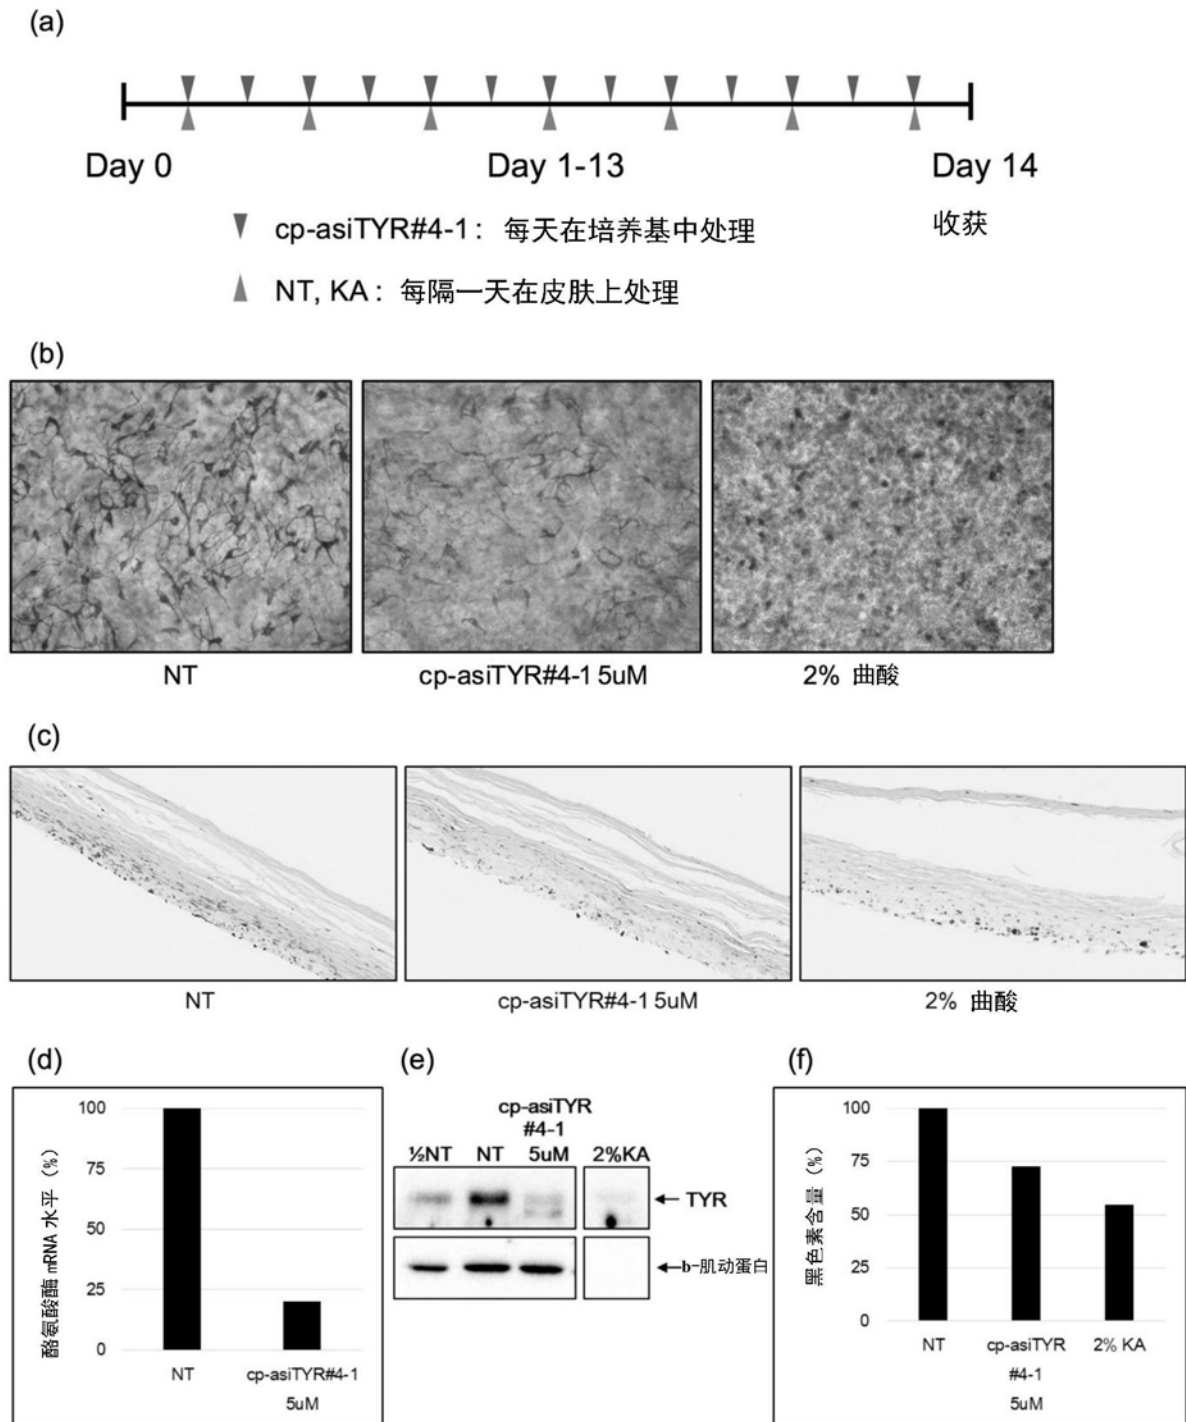 (a)
Day 0
Day 1-13
Day 14
收获
cp-asiTYR#4-1： 每天在培养基中处理
NT, KA： 每隔一天在皮肤上处理
(b)
NT
cp-asiTYR#4-1 5uM
2% 曲酸
(c)
NT
cp-asiTYR#4-1 5uM
2% 曲酸
(d)
酪氨酸酶 mRNA 水平 (%)
100
75
50
25
0
NT
cp-asiTYR#4-1
5uM
(e)
cp-asiTYR
#4-1
½NT
NT
5uM
2%KA
TYR
b-肌动蛋白
(f)
黑色素含量 (%)
100
75
50
25
0
NT
cp-asiTYR
#4-1
5uM
2% KA